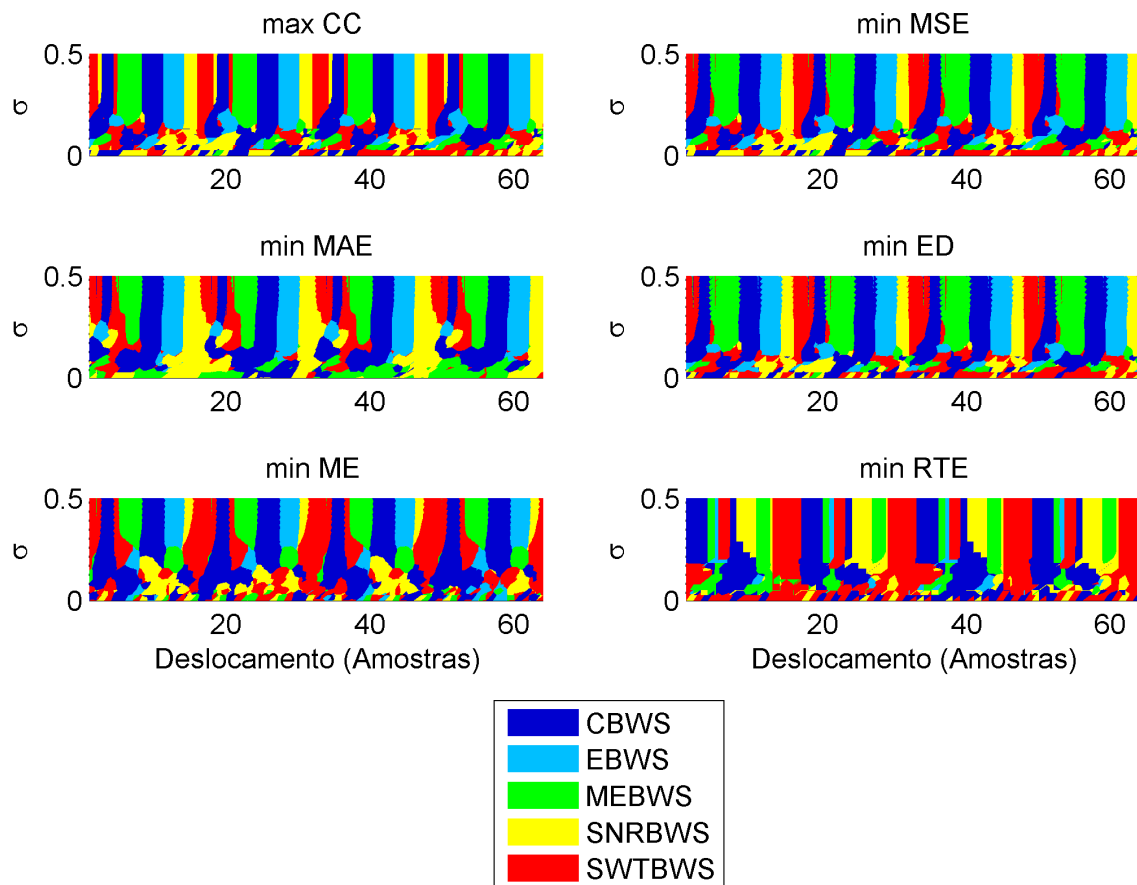 max CC
min MSE
σ
0.5
0
20
40
60
σ
0.5
0
20
40
60
min MAE
min ED
σ
0.5
0
20
40
60
σ
0.5
0
20
40
60
min ME
min RTE
σ
0.5
0
20
40
60
Deslocamento (Amostras)
σ
0.5
0
20
40
60
Deslocamento (Amostras)
CBWS
EBWS
MEBWS
SNRBWS
SWTBWS